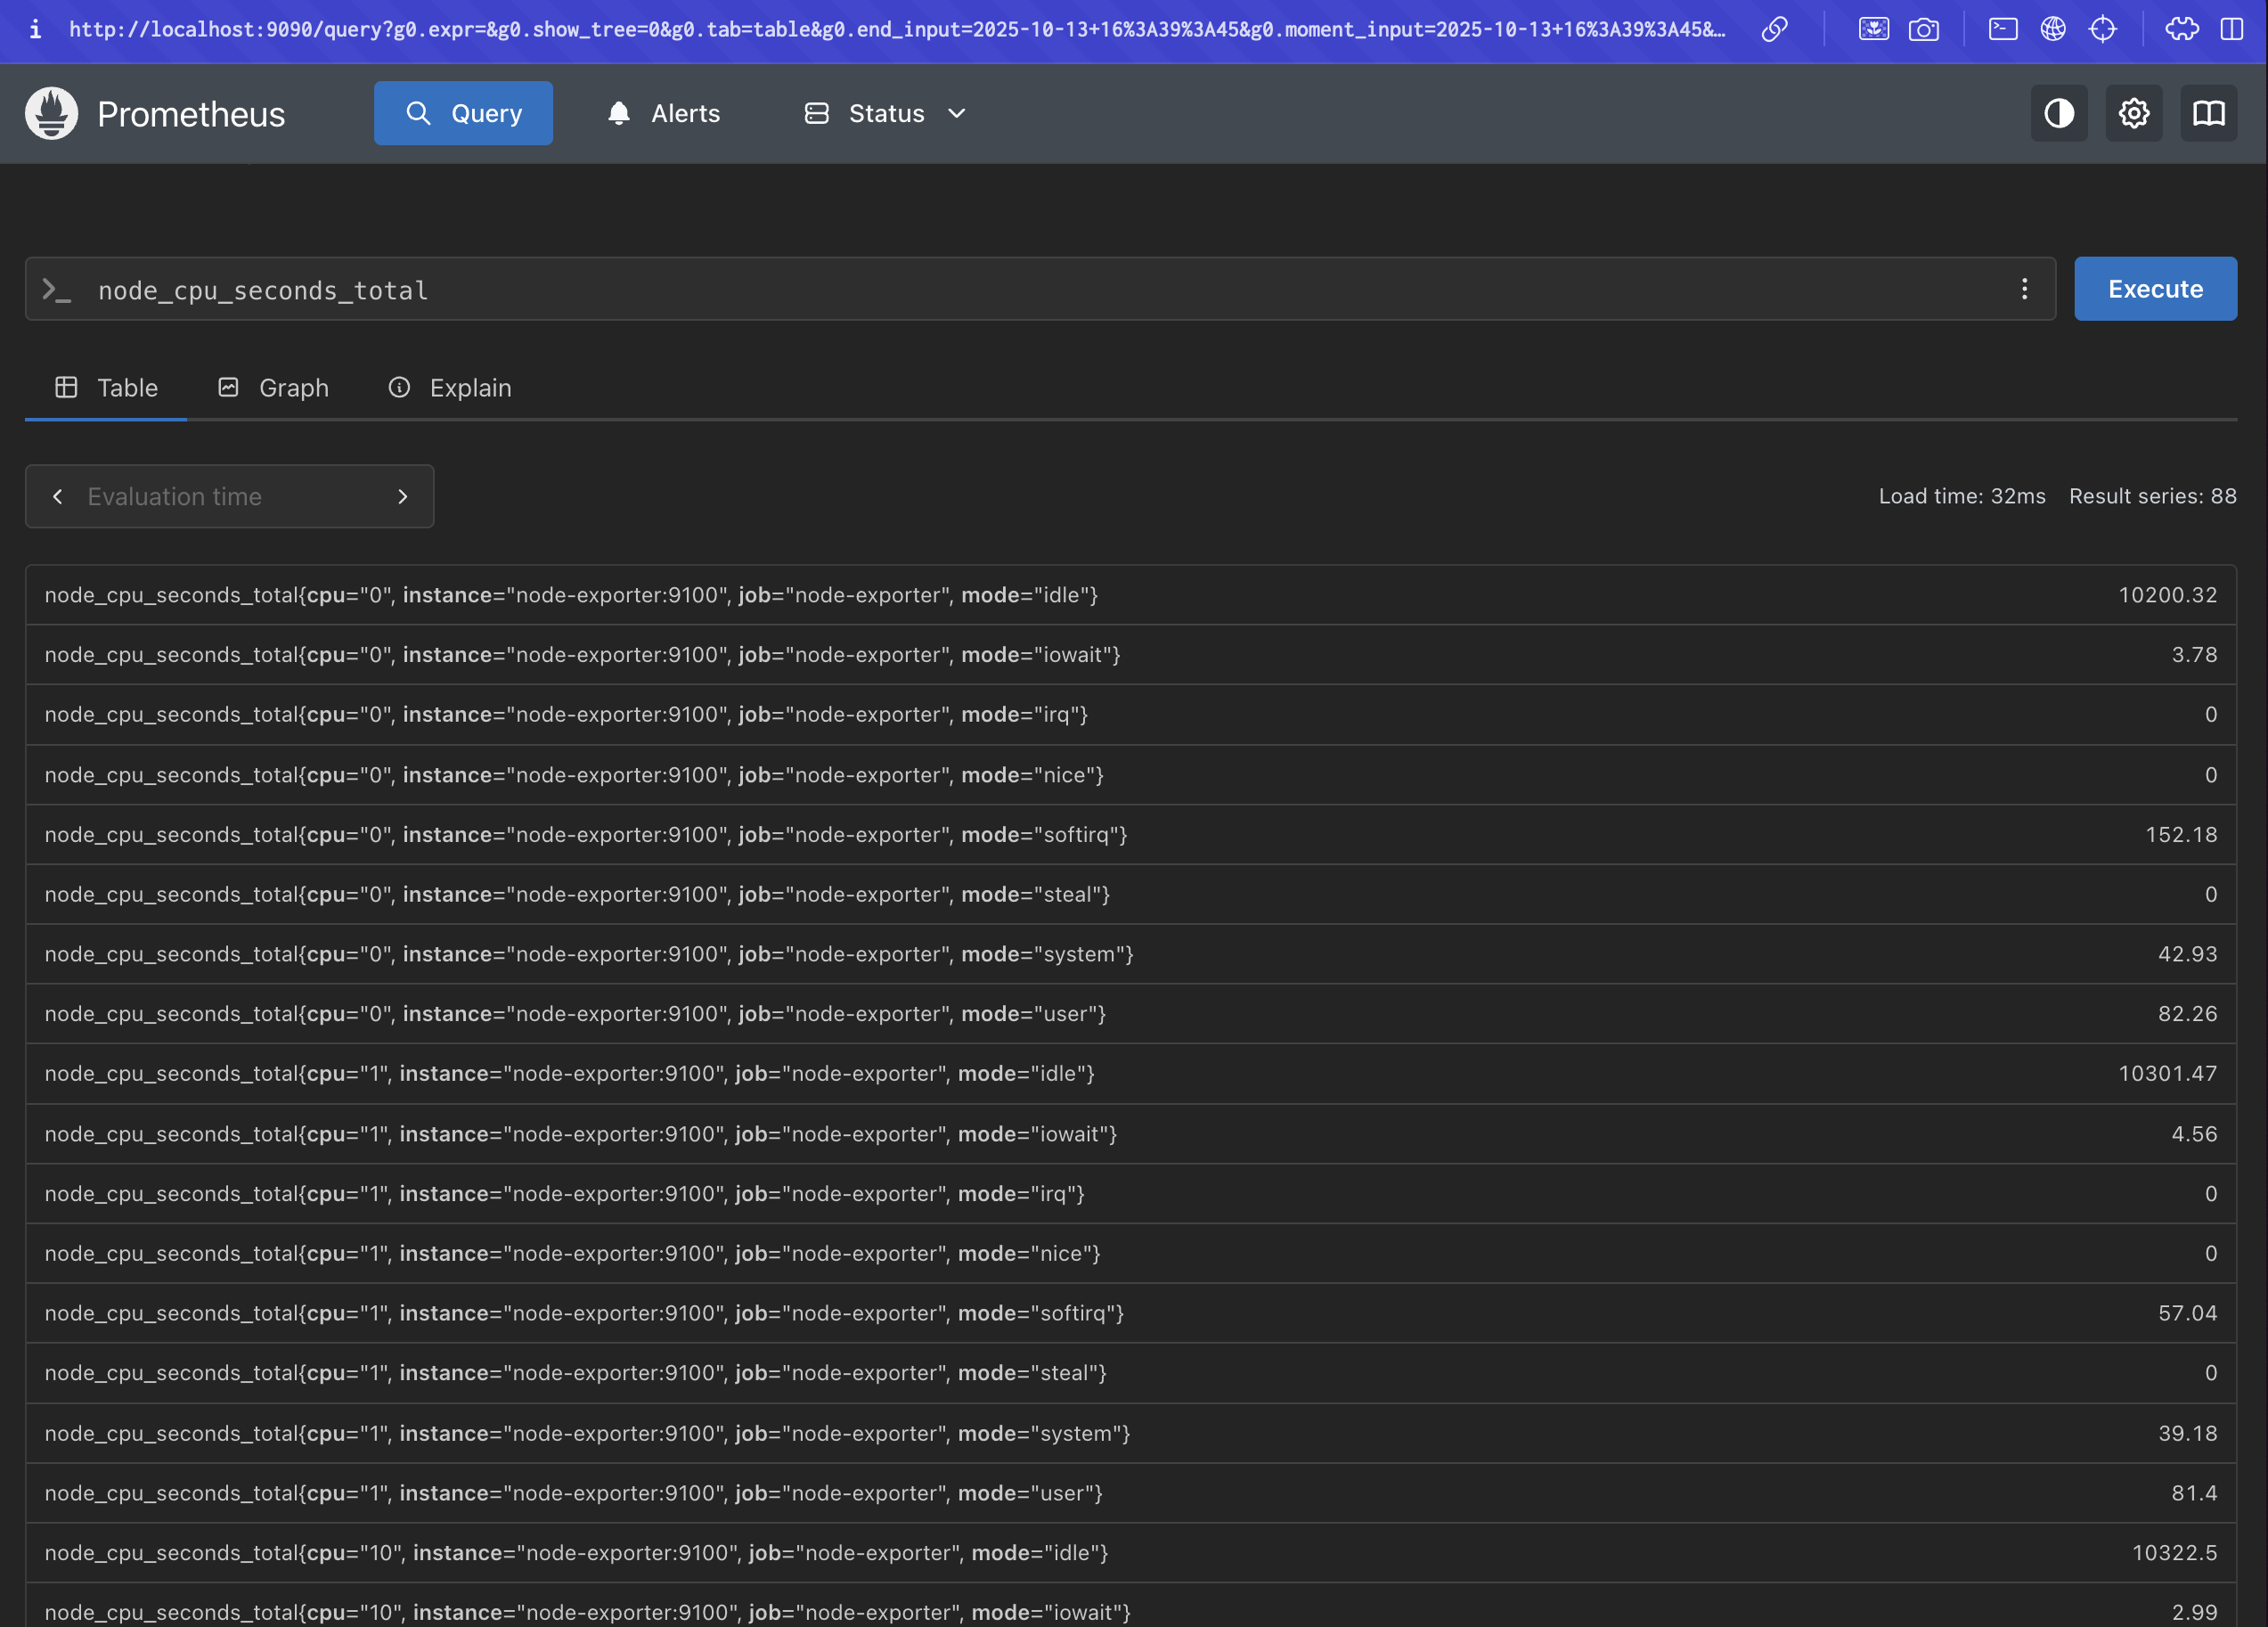 http://localhost:9090/query?g0.expr=&g0.show_tree=0&g0.tab=table&g0.end_input=2025-10-13+16%3A39%3A45&g0.moment_input=2025-10-13+16%3A39%3A45&…
Prometheus Query Alerts Status
node_cpu_seconds_total Execute
Table Graph Explain
Evaluation time Load time: 32ms Result series: 88
node_cpu_seconds_total{cpu="0", instance="node-exporter:9100", job="node-exporter", mode="idle"} 10200.32
node_cpu_seconds_total{cpu="0", instance="node-exporter:9100", job="node-exporter", mode="iowait"} 3.78
node_cpu_seconds_total{cpu="0", instance="node-exporter:9100", job="node-exporter", mode="irq"} 0
node_cpu_seconds_total{cpu="0", instance="node-exporter:9100", job="node-exporter", mode="nice"} 0
node_cpu_seconds_total{cpu="0", instance="node-exporter:9100", job="node-exporter", mode="softirq"} 152.18
node_cpu_seconds_total{cpu="0", instance="node-exporter:9100", job="node-exporter", mode="steal"} 0
node_cpu_seconds_total{cpu="0", instance="node-exporter:9100", job="node-exporter", mode="system"} 42.93
node_cpu_seconds_total{cpu="0", instance="node-exporter:9100", job="node-exporter", mode="user"} 82.26
node_cpu_seconds_total{cpu="1", instance="node-exporter:9100", job="node-exporter", mode="idle"} 10301.47
node_cpu_seconds_total{cpu="1", instance="node-exporter:9100", job="node-exporter", mode="iowait"} 4.56
node_cpu_seconds_total{cpu="1", instance="node-exporter:9100", job="node-exporter", mode="irq"} 0
node_cpu_seconds_total{cpu="1", instance="node-exporter:9100", job="node-exporter", mode="nice"} 0
node_cpu_seconds_total{cpu="1", instance="node-exporter:9100", job="node-exporter", mode="softirq"} 57.04
node_cpu_seconds_total{cpu="1", instance="node-exporter:9100", job="node-exporter", mode="steal"} 0
node_cpu_seconds_total{cpu="1", instance="node-exporter:9100", job="node-exporter", mode="system"} 39.18
node_cpu_seconds_total{cpu="1", instance="node-exporter:9100", job="node-exporter", mode="user"} 81.4
node_cpu_seconds_total{cpu="10", instance="node-exporter:9100", job="node-exporter", mode="idle"} 10322.5
node_cpu_seconds_total{cpu="10", instance="node-exporter:9100", job="node-exporter", mode="iowait"} 2.99